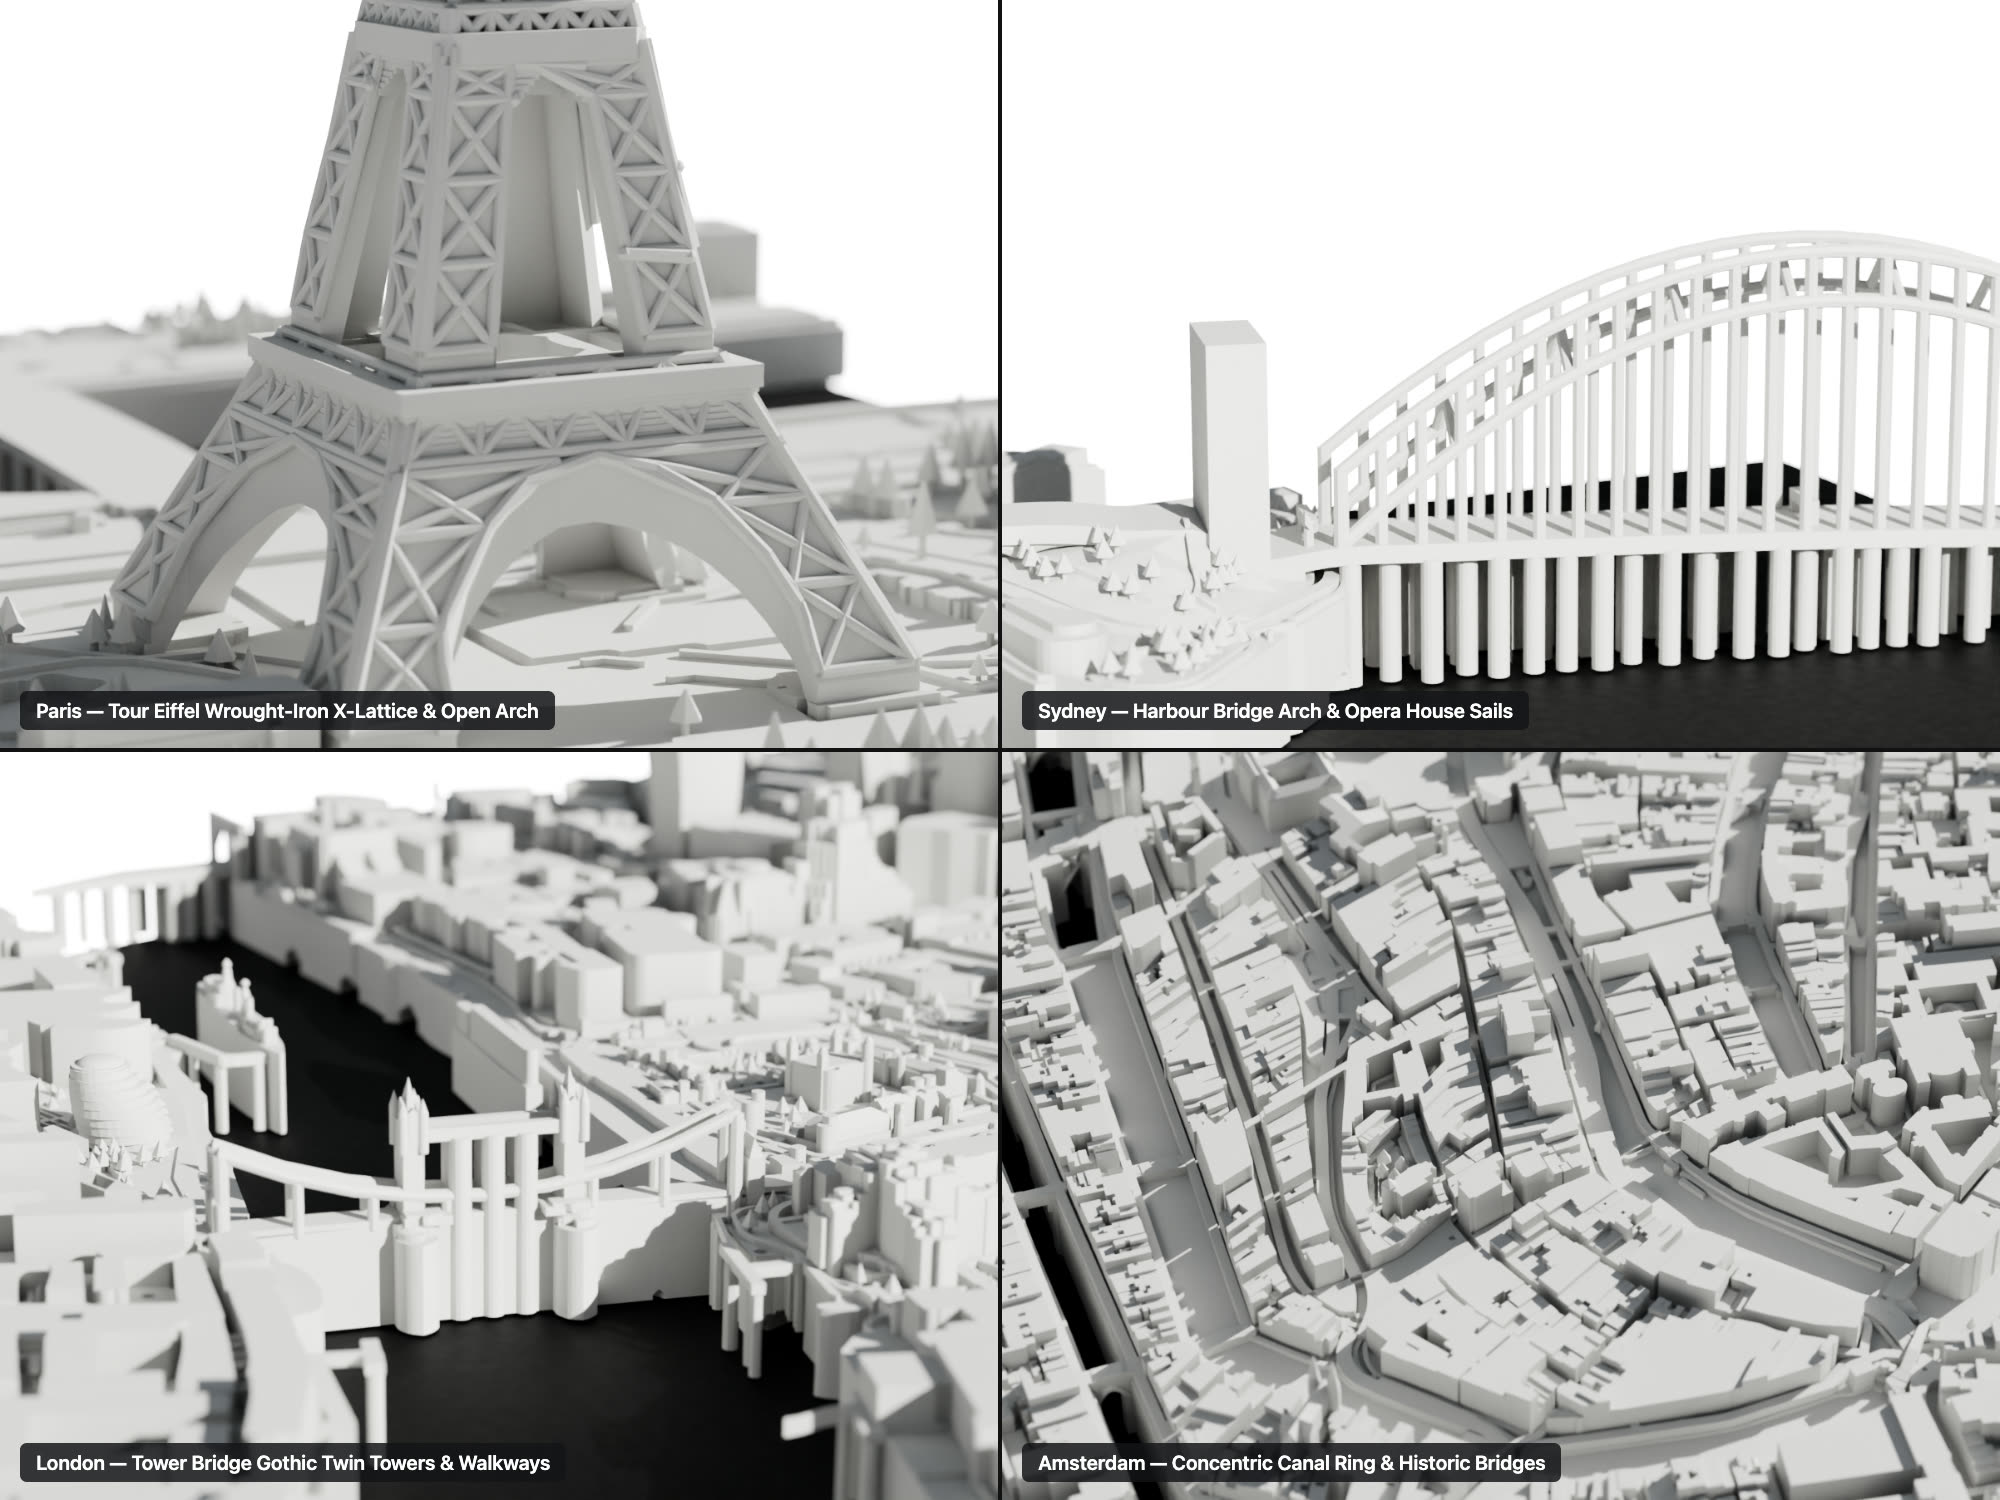 Paris — Tour Eiffel Wrought-Iron X-Lattice & Open Arch
Sydney — Harbour Bridge Arch & Opera House Sails
London — Tower Bridge Gothic Twin Towers & Walkways
Amsterdam — Concentric Canal Ring & Historic Bridges